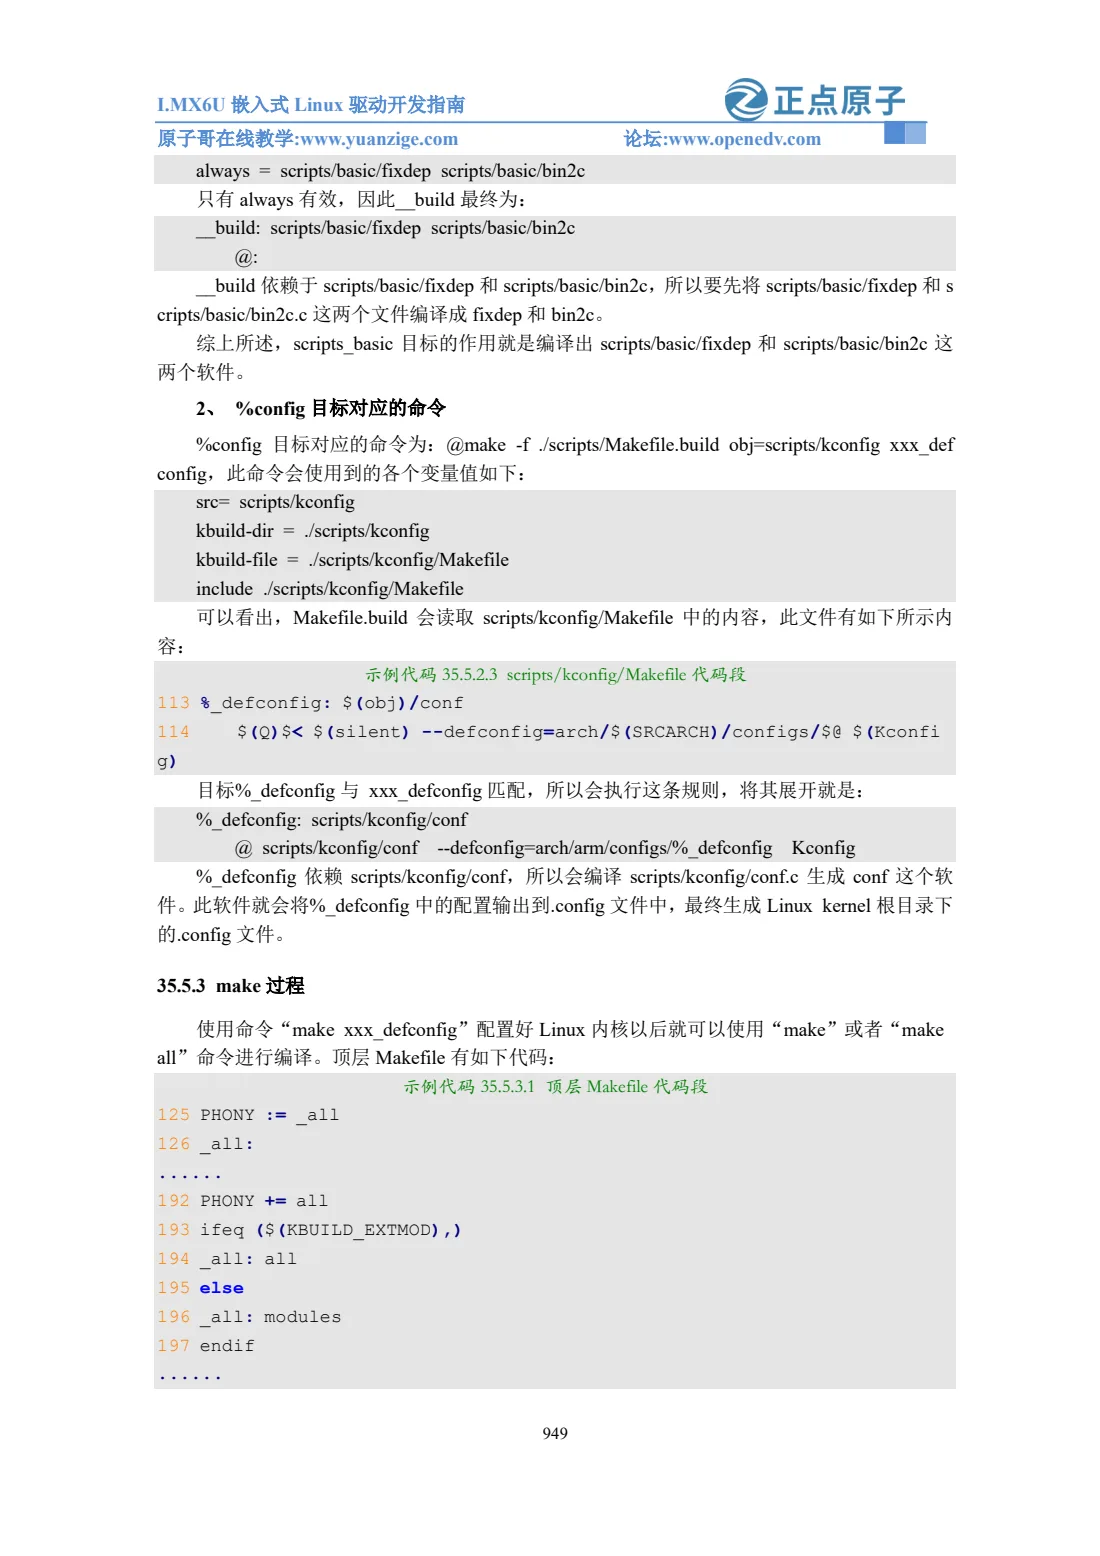 I.MX6U 嵌入式 Linux 驱动开发指南
正点原子
原子哥在线教学:www.yuanzige.com 论坛:www.openedv.com
always = scripts/basic/fixdep scripts/basic/bin2c
只有 always 有效，因此__build 最终为：
__build: scripts/basic/fixdep scripts/basic/bin2c
@:
__build 依赖于 scripts/basic/fixdep 和 scripts/basic/bin2c，所以要先将 scripts/basic/fixdep 和 s
cripts/basic/bin2c.c 这两个文件编译成 fixdep 和 bin2c。
综上所述，scripts_basic 目标的作用就是编译出 scripts/basic/fixdep 和 scripts/basic/bin2c 这
两个软件。
2、 %config 目标对应的命令
%config 目标对应的命令为：@make -f ./scripts/Makefile.build obj=scripts/kconfig xxx_def
config，此命令会使用到的各个变量值如下：
src= scripts/kconfig
kbuild-dir = ./scripts/kconfig
kbuild-file = ./scripts/kconfig/Makefile
include ./scripts/kconfig/Makefile
可以看出，Makefile.build 会读取 scripts/kconfig/Makefile 中的内容，此文件有如下所示内
容：
示例代码 35.5.2.3 scripts/kconfig/Makefile 代码段
113 %_defconfig: $(obj)/conf
114 $(Q)$< $(silent) --defconfig=arch/$(SRCARCH)/configs/$@ $(Kconfi
g)
目标%_defconfig 与 xxx_defconfig 匹配，所以会执行这条规则，将其展开就是：
%_defconfig: scripts/kconfig/conf
@ scripts/kconfig/conf --defconfig=arch/arm/configs/%_defconfig Kconfig
%_defconfig 依赖 scripts/kconfig/conf，所以会编译 scripts/kconfig/conf.c 生成 conf 这个软
件。此软件就会将%_defconfig 中的配置输出到.config 文件中，最终生成 Linux kernel 根目录下
的.config 文件。
35.5.3 make 过程
使用命令“make xxx_defconfig”配置好 Linux 内核以后就可以使用“make”或者“make
all”命令进行编译。顶层 Makefile 有如下代码：
示例代码 35.5.3.1 顶层 Makefile 代码段
125 PHONY := _all
126 _all:
......
192 PHONY += all
193 ifeq ($(KBUILD_EXTMOD),)
194 _all: all
195 else
196 _all: modules
197 endif
......
949